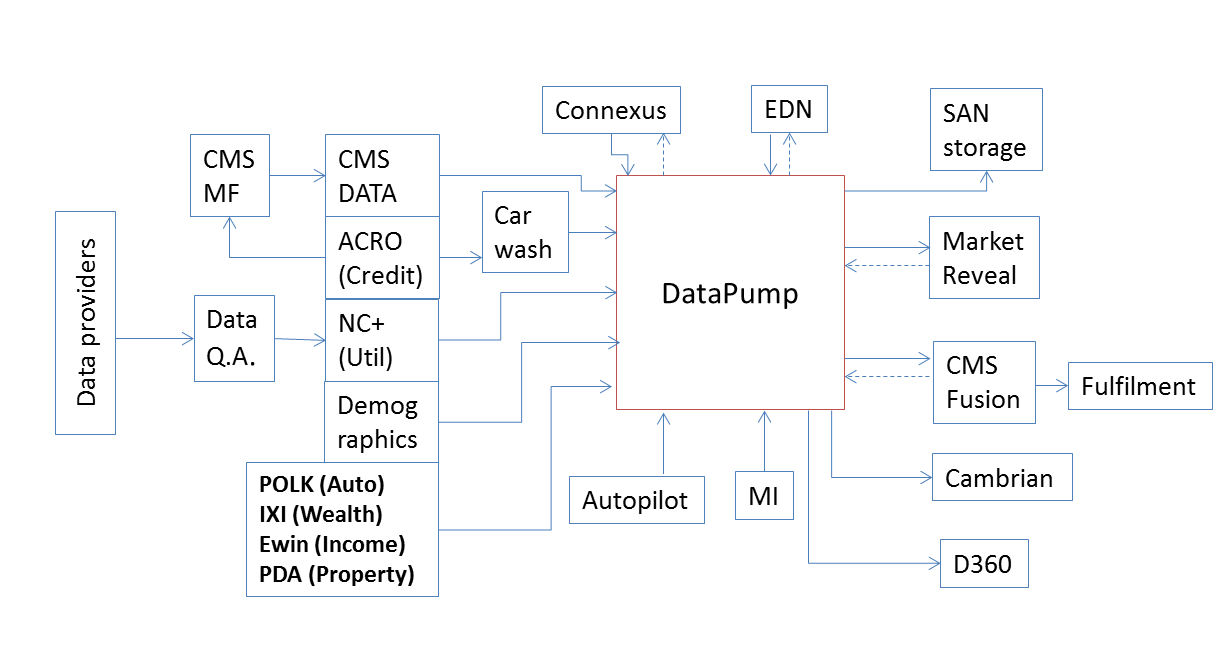 Connexus
EDN
SAN
storage
CMS
MF
CMS
DATA
Car
wash
ACRO
(Credit)
Market
Reveal
Data providers
Data
Q.A.
NC+
(Util)
DataPump
CMS
Fusion
Fulfilment
Demog
raphics
POLK (Auto)
IXI (Wealth)
Ewin (Income)
PDA (Property)
Autopilot
MI
Cambrian
D360